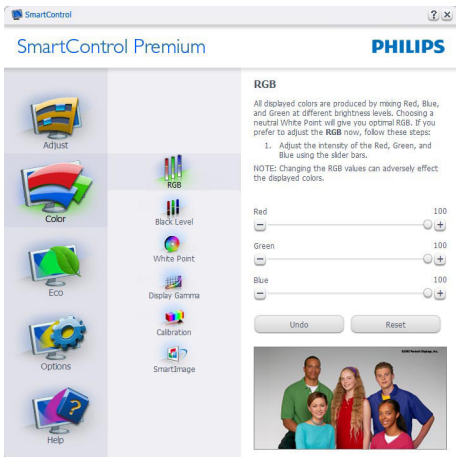 SmartControl
SmartControl Premium
PHILIPS
Adjust
Color
Eco
Options
Help
RGB
Black Level
White Point
Display Gamma
Calibration
SmartImage
RGB
All displayed colors are produced by mixing Red, Blue,
and Green at different brightness levels. Choosing a
neutral White Point will give you optimal RGB. If you
prefer to adjust the RGB now, follow these steps:
1. Adjust the intensity of the Red, Green, and
Blue using the slider bars.
NOTE: Changing the RGB values can adversely effect
the displayed colors.
Red 100
Green 100
Blue 100
Undo Reset